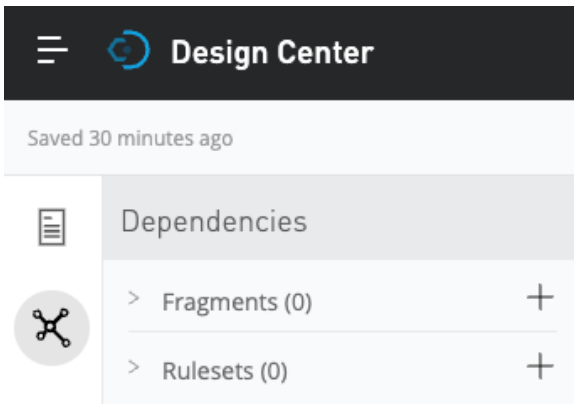 Design Center
Saved 30 minutes ago
Dependencies
Fragments (0)
Rulesets (0)